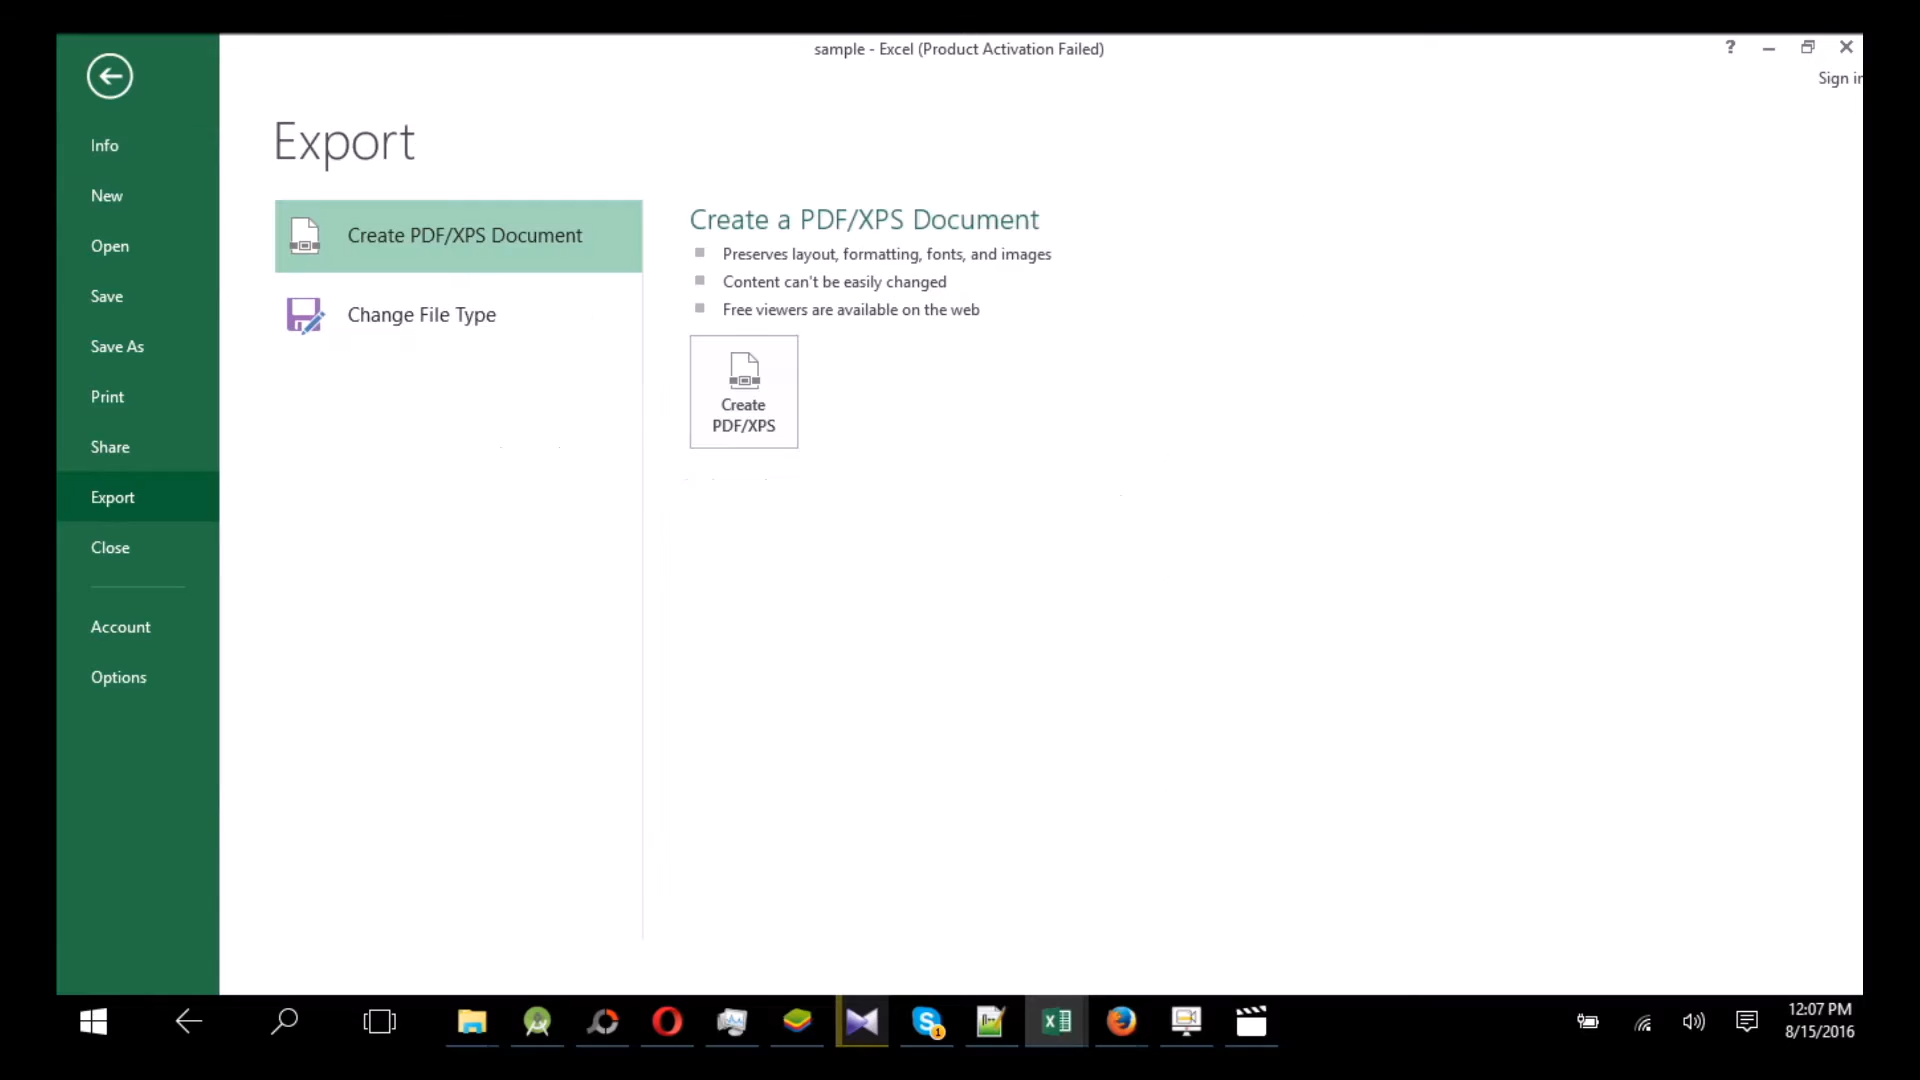 sample - Excel (Product Activation Failed)
?
Sign in
Info
New
Open
Save
Save As
Print
Share
Export
Close
Account
Options
Export
Create PDF/XPS Document
Change File Type
Create a PDF/XPS Document
Preserves layout, formatting, fonts, and images
Content can't be easily changed
Free viewers are available on the web
Create
PDF/XPS
1
12:07 PM
8/15/2016